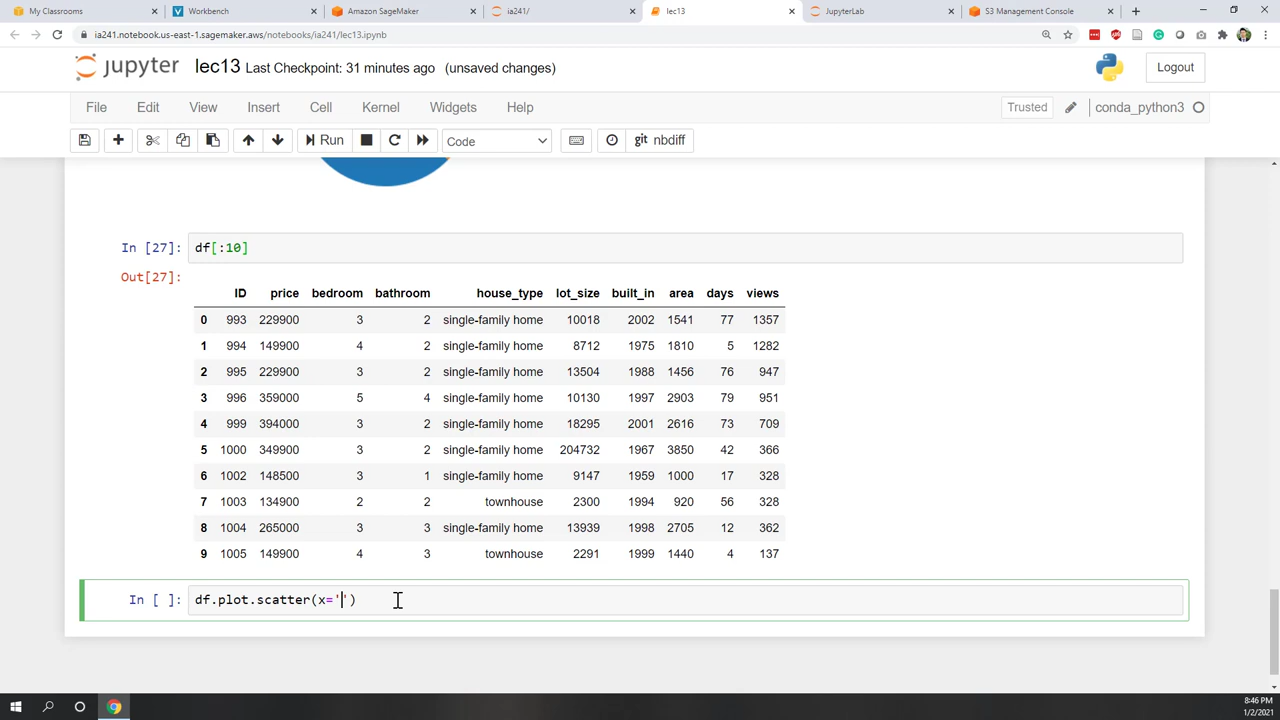 My Classrooms
Workbench
Amazon SageMaker
ia241/
lec13
JupyterLab
S3 Management Console
ia241.notebook.us-east-1.sagemaker.aws/notebooks/ia241/lec13.ipynb
jupyter lec13 Last Checkpoint: 31 minutes ago (unsaved changes)
Logout
File Edit View Insert Cell Kernel Widgets Help
Trusted conda_python3
Run Code git nbdiff
In [27]: df[:10]
Out[27]:
ID price bedroom bathroom house_type lot_size built_in area days views
0 993 229900 3 2 single-family home 10018 2002 1541 77 1357
1 994 149900 4 2 single-family home 8712 1975 1810 5 1282
2 995 229900 3 2 single-family home 13504 1988 1456 76 947
3 996 359000 5 4 single-family home 10130 1997 2903 79 951
4 999 394000 3 2 single-family home 18295 2001 2616 73 709
5 1000 349900 3 2 single-family home 204732 1967 3850 42 366
6 1002 148500 3 1 single-family home 9147 1959 1000 17 328
7 1003 134900 2 2 townhouse 2300 1994 920 56 328
8 1004 265000 3 3 single-family home 13939 1998 2705 12 362
9 1005 149900 4 3 townhouse 2291 1999 1440 4 137
In [ ]: df.plot.scatter(x='')
8:46 PM
1/2/2021